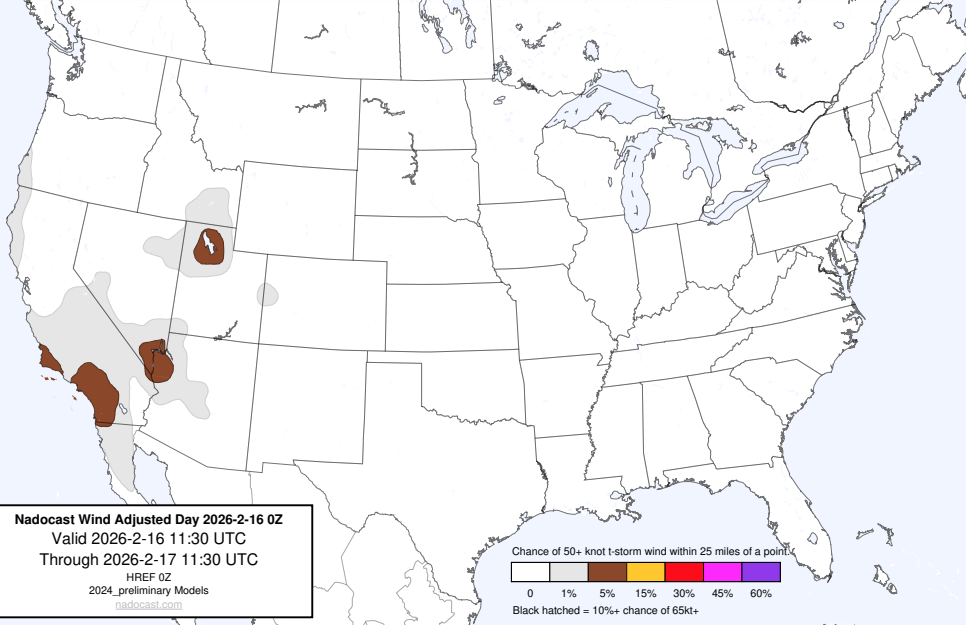 Nadocast Wind Adjusted Day 2026-2-16 0Z
Valid 2026-2-16 11:30 UTC
Through 2026-2-17 11:30 UTC
HREF 0Z
2024_preliminary Models
nadocast.com
Chance of 50+ knot t-storm wind within 25 miles of a point.
0 1% 5% 15% 30% 45% 60%
Black hatched = 10%+ chance of 65kt+